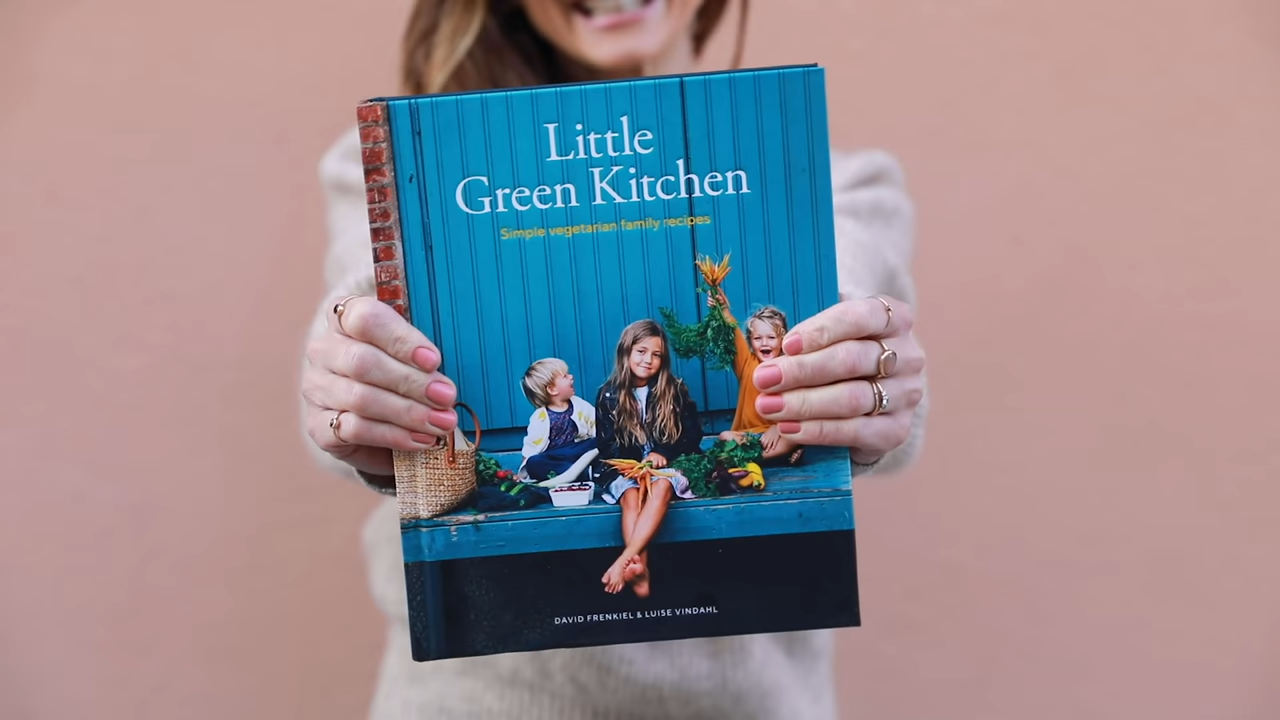 Little
Green Kitchen
Simple vegetarian family recipes
DAVID FRENKIEL & LUISE VINDAHL